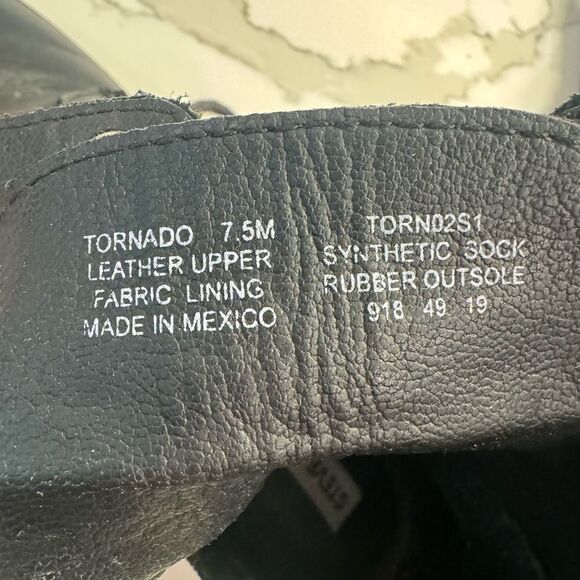 TORNADO 7.5M
LEATHER UPPER
FABRIC LINING
MADE IN MEXICO
TORN02S1
SYNTHETIC SOCK
RUBBER OUTSOLE
918 49 19